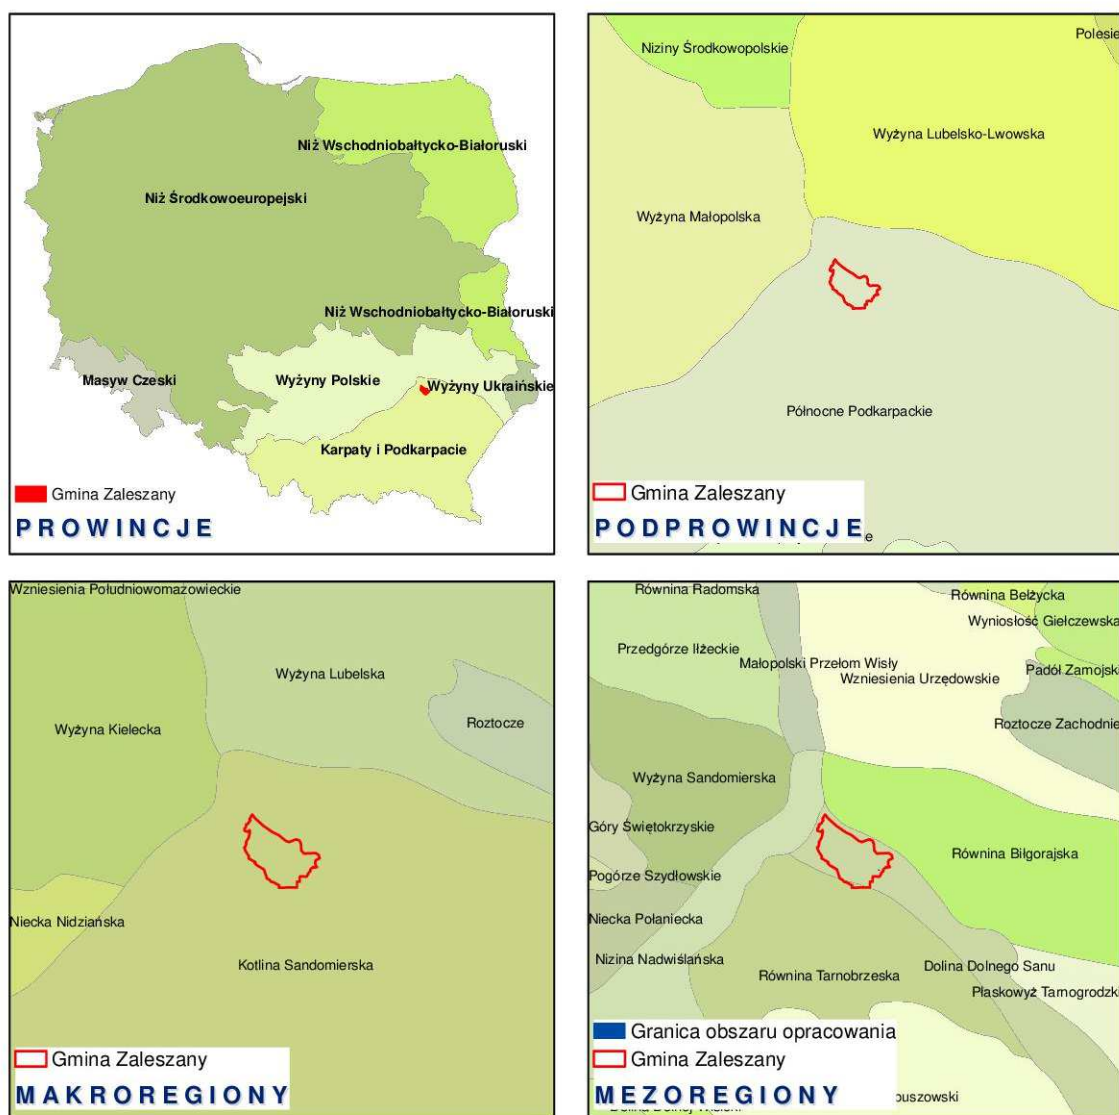 Niż Wschodniobałtycko-Białoruski
Niż Środkowoeuropejski
Niż Wschodniobałtycko-Białoruski
Masyw Czeski
Wyżyny Polskie
Wyżyny Ukraińskie
Karpaty i Podkarpacie
Gmina Zaleszany
PROWINCJE
Niziny Środkowopolskie
Polesie
Wyżyna Lubelsko-Lwowska
Wyżyna Małopolska
Północne Podkarpackie
Gmina Zaleszany
PODPROWINCJE
Wzniesienia Południowomazowieckie
Wyżyna Lubelska
Roztocze
Wyżyna Kielecka
Niecka Nidziańska
Kotlina Sandomierska
Gmina Zaleszany
MAKROREGIONY
Równina Radomska
Równina Bełżycka
Wyniosłość Giełczewska
Przedgórze Iłżeckie
Małopolski Przełom Wisły
Padół Zamojski
Wzniesienia Urzędowskie
Roztocze Zachodnie
Wyżyna Sandomierska
Góry Świętokrzyskie
Równina Biłgorajska
Pogórze Szydłowskie
Niecka Połaniecka
Nizina Nadwiślańska
Dolina Dolnego Sanu
Równina Tarnobrzeska
Płaskowyż Tarnogrodzki
Granica obszaru opracowania
Gmina Zaleszany
MEZOREGIONY
buszowski